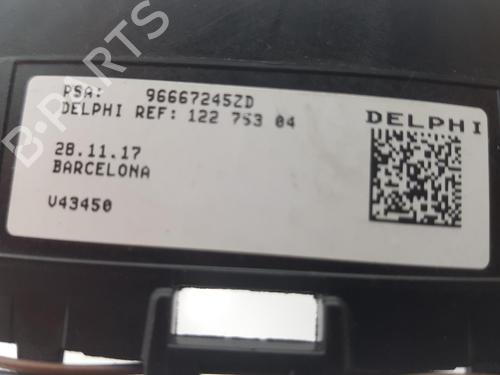 PSA: 96667245ZD
DELPHI REF: 122 753 04
DELPHI
28.11.17
BARCELONA
V43450
B-PARTS